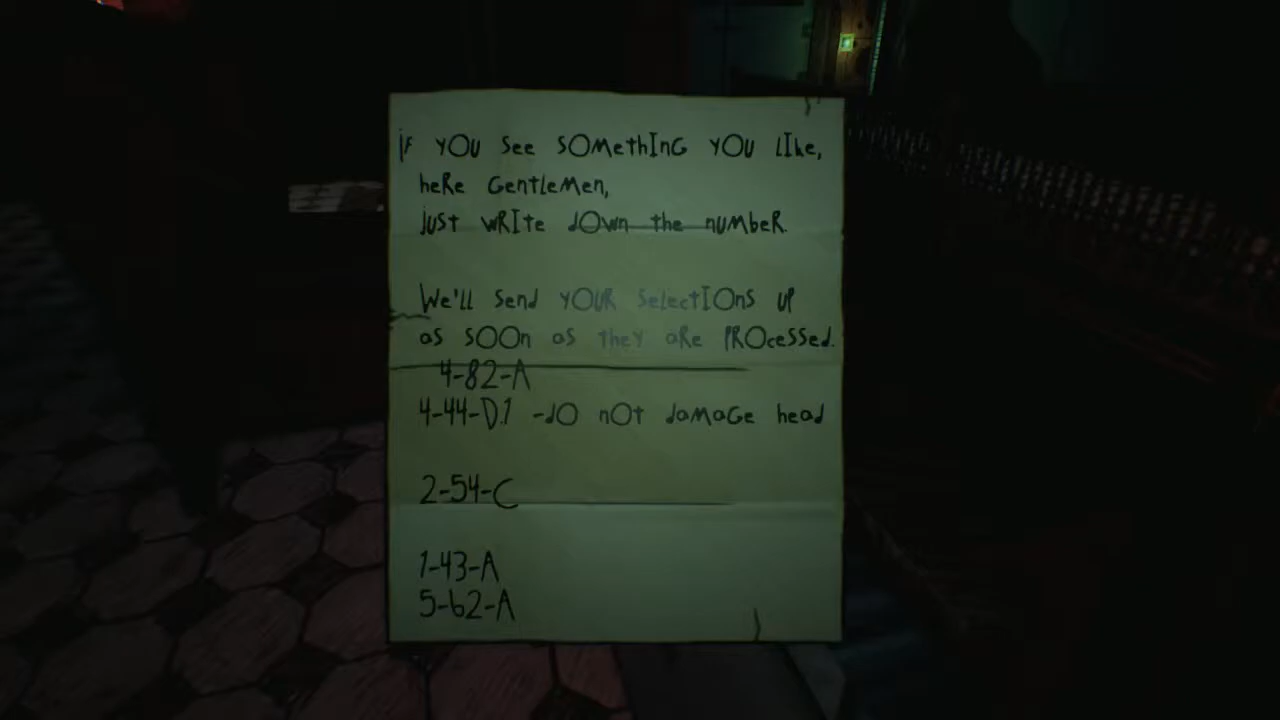 If you see something you like,
here Gentlemen,
just write down the number.
We'll send your selections up
as soon as they are processed.
4-82-A
4-44-D.1 -do not damage head
2-54-C
1-43-A
5-62-A